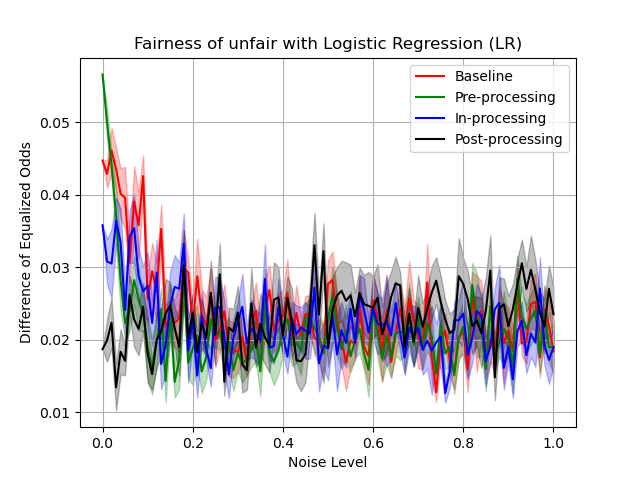 Fairness of unfair with Logistic Regression (LR)
Baseline
Pre-processing
In-processing
Post-processing
Difference of Equalized Odds
0.05
0.04
0.03
0.02
0.01
0.0 0.2 0.4 0.6 0.8 1.0
Noise Level